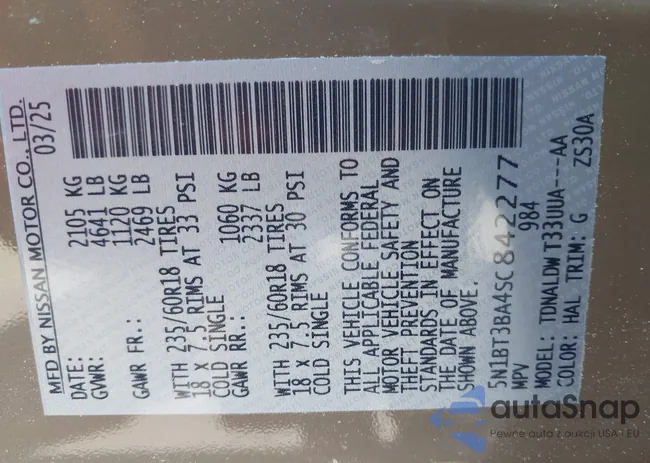 MFD BY NISSAN MOTOR CO., LTD.
DATE: 03/25
GVWR: 2105 KG
4641 LB
GAWR FR.: 1120 KG
2469 LB
WITH 235/60R18 TIRES
18 X 7.5 RIMS AT 33 PSI
COLD SINGLE
GAWR RR.: 1060 KG
2337 LB
WITH 235/60R18 TIRES
18 X 7.5 RIMS AT 30 PSI
COLD SINGLE
THIS VEHICLE CONFORMS TO
ALL APPLICABLE FEDERAL
MOTOR VEHICLE SAFETY AND
THEFT PREVENTION
STANDARDS IN EFFECT ON
THE DATE OF MANUFACTURE
SHOWN ABOVE.
5N1BT3BA4SC842277
MPV 984
MODEL: TDNALDW T33UUA---AA
COLOR: HAL TRIM: G ZS30A
autaSnap
Pewne auta z aukcji USA i EU